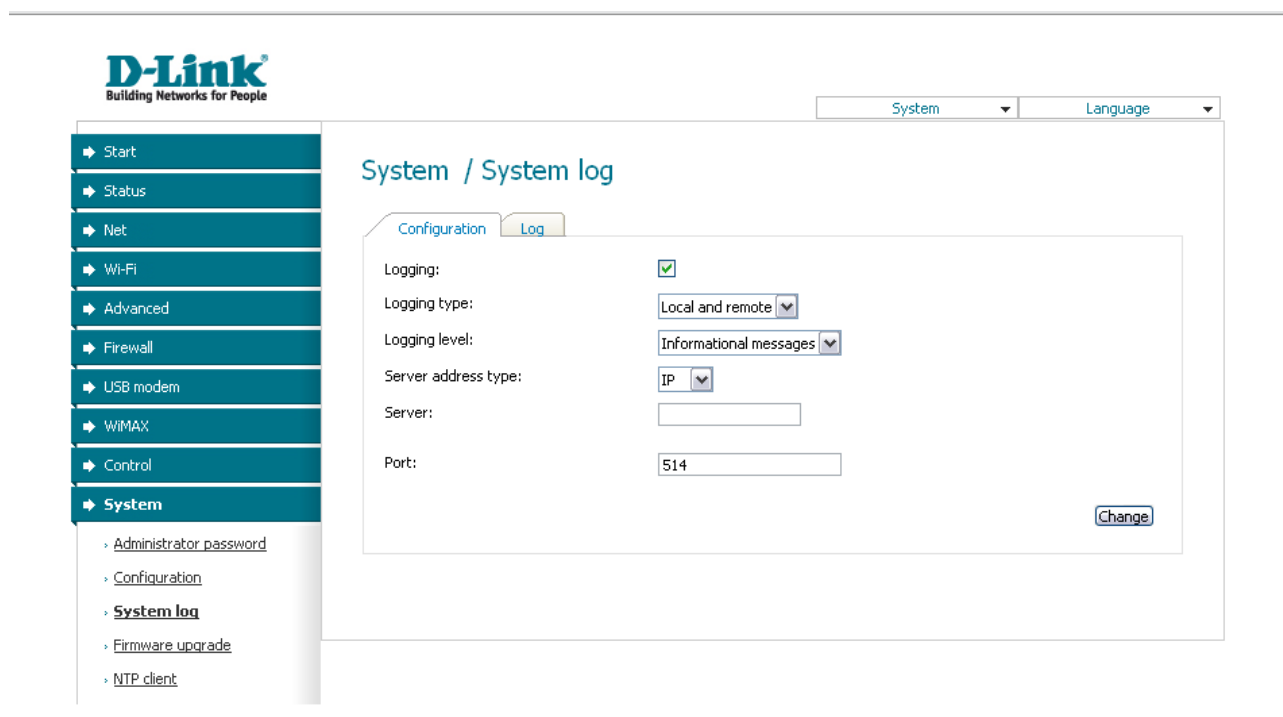 D-Link®
Building Networks for People
System Language
Start
Status
Net
Wi-Fi
Advanced
Firewall
USB modem
WiMAX
Control
System
Administrator password
Configuration
System log
Firmware upgrade
NTP client
System / System log
Configuration Log
Logging:
Logging type: Local and remote
Logging level: Informational messages
Server address type: IP
Server:
Port: 514
Change